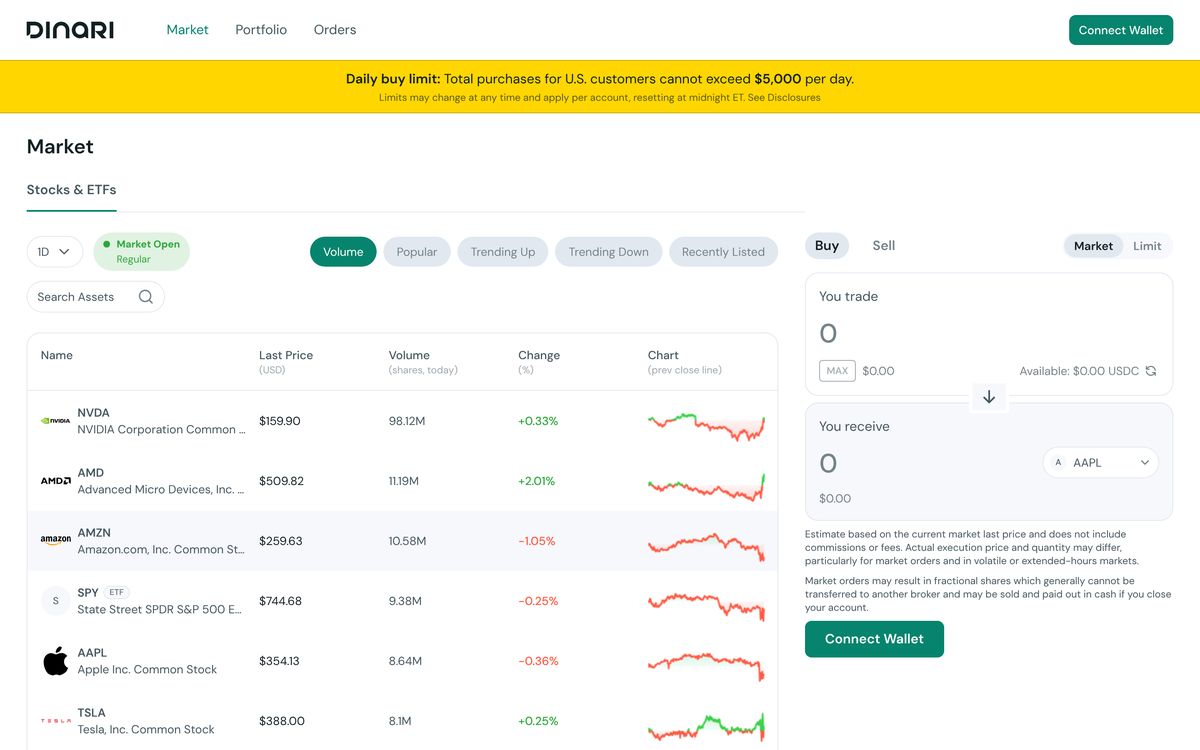 DINARI
Market Portfolio Orders
Connect Wallet
Daily buy limit: Total purchases for U.S. customers cannot exceed $5,000 per day.
Limits may change at any time and apply per account, resetting at midnight ET. See Disclosures
Market
Stocks & ETFs
1D
Market Open
Regular
Volume Popular Trending Up Trending Down Recently Listed
Search Assets
Name Last Price Volume Change Chart
(USD) (shares, today) (%) (prev close line)
NVIDIA
NVDA
NVIDIA Corporation Common ...
$159.90 98.12M +0.33%
AMD
AMD
Advanced Micro Devices, Inc. ...
$509.82 11.19M +2.01%
amazon
AMZN
Amazon.com, Inc. Common St...
$259.63 10.58M -1.05%
S
SPY ETF
State Street SPDR S&P 500 E...
$744.68 9.38M -0.25%
AAPL
Apple Inc. Common Stock
$354.13 8.64M -0.36%
TESLA
TSLA
Tesla, Inc. Common Stock
$388.00 8.1M +0.25%
Buy Sell
Market Limit
You trade
0
MAX $0.00
Available: $0.00 USDC
You receive
0
A AAPL
$0.00
Estimate based on the current market last price and does not include
commissions or fees. Actual execution price and quantity may differ,
particularly for market orders and in volatile or extended-hours markets.
Market orders may result in fractional shares which generally cannot be
transferred to another broker and may be sold and paid out in cash if you close
your account.
Connect Wallet